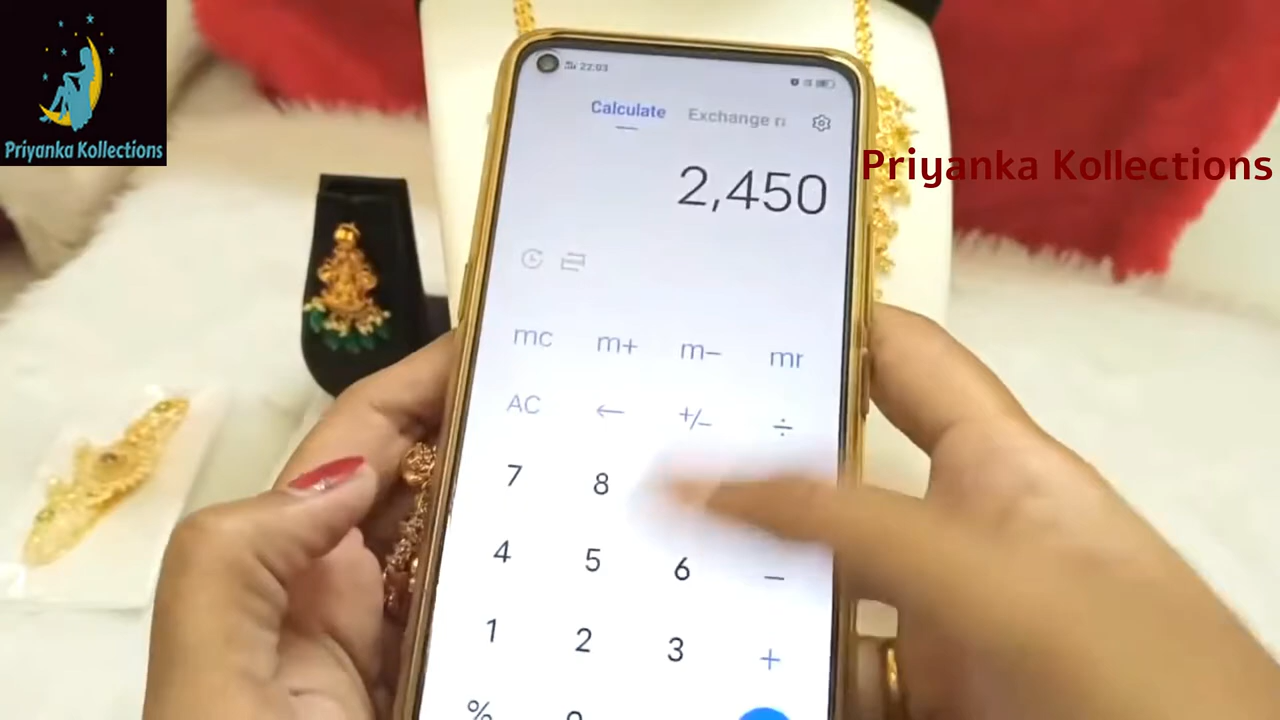 Priyanka Kollections
22:03
Calculate Exchange r
Priyanka Kollections
2,450
mc m+ m− mr
AC ← +/− ÷
7 8
4 5 6 −
1 2 3 +
%